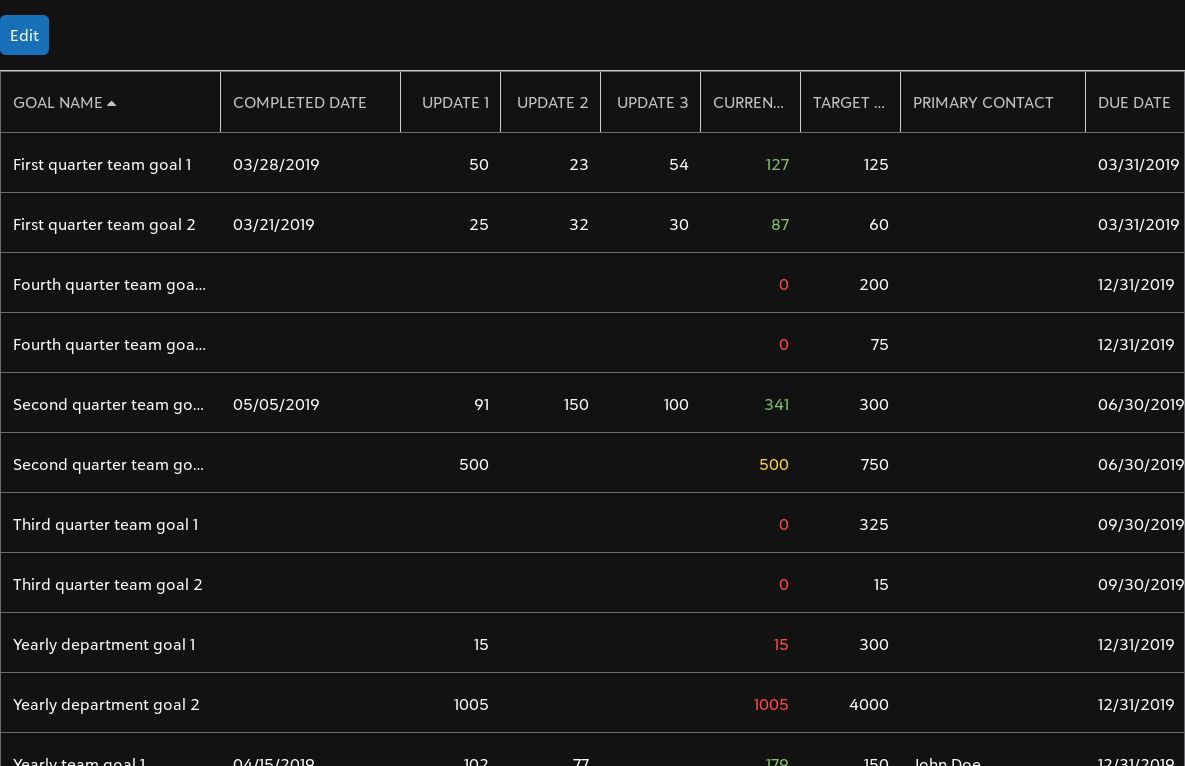 Edit
GOAL NAME COMPLETED DATE UPDATE 1 UPDATE 2 UPDATE 3 CURREN... TARGET ... PRIMARY CONTACT DUE DATE
First quarter team goal 1 03/28/2019 50 23 54 127 125 03/31/2019
First quarter team goal 2 03/21/2019 25 32 30 87 60 03/31/2019
Fourth quarter team goa... 0 200 12/31/2019
Fourth quarter team goa... 0 75 12/31/2019
Second quarter team go... 05/05/2019 91 150 100 341 300 06/30/2019
Second quarter team go... 500 500 750 06/30/2019
Third quarter team goal 1 0 325 09/30/2019
Third quarter team goal 2 0 15 09/30/2019
Yearly department goal 1 15 15 300 12/31/2019
Yearly department goal 2 1005 1005 4000 12/31/2019
Yearly team goal 1 04/15/2019 102 77 179 150 John Doe 12/31/2019